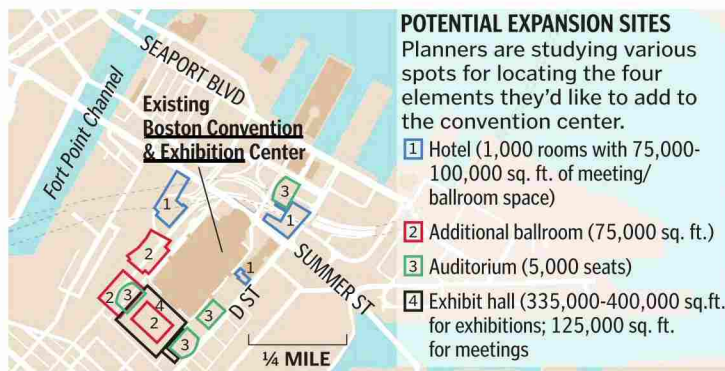 POTENTIAL EXPANSION SITES
Planners are studying various
spots for locating the four
elements they'd like to add to
the convention center.
1 Hotel (1,000 rooms with 75,000-
100,000 sq. ft. of meeting/
ballroom space)
2 Additional ballroom (75,000 sq. ft.)
3 Auditorium (5,000 seats)
4 Exhibit hall (335,000-400,000 sq.ft.
for exhibitions; 125,000 sq. ft.
for meetings
SEAPORT BLVD
Fort Point Channel
Existing
Boston Convention
& Exhibition Center
3
1
1
2
1
SUMMER ST
D ST
2
3
4
2
3
3
¼ MILE